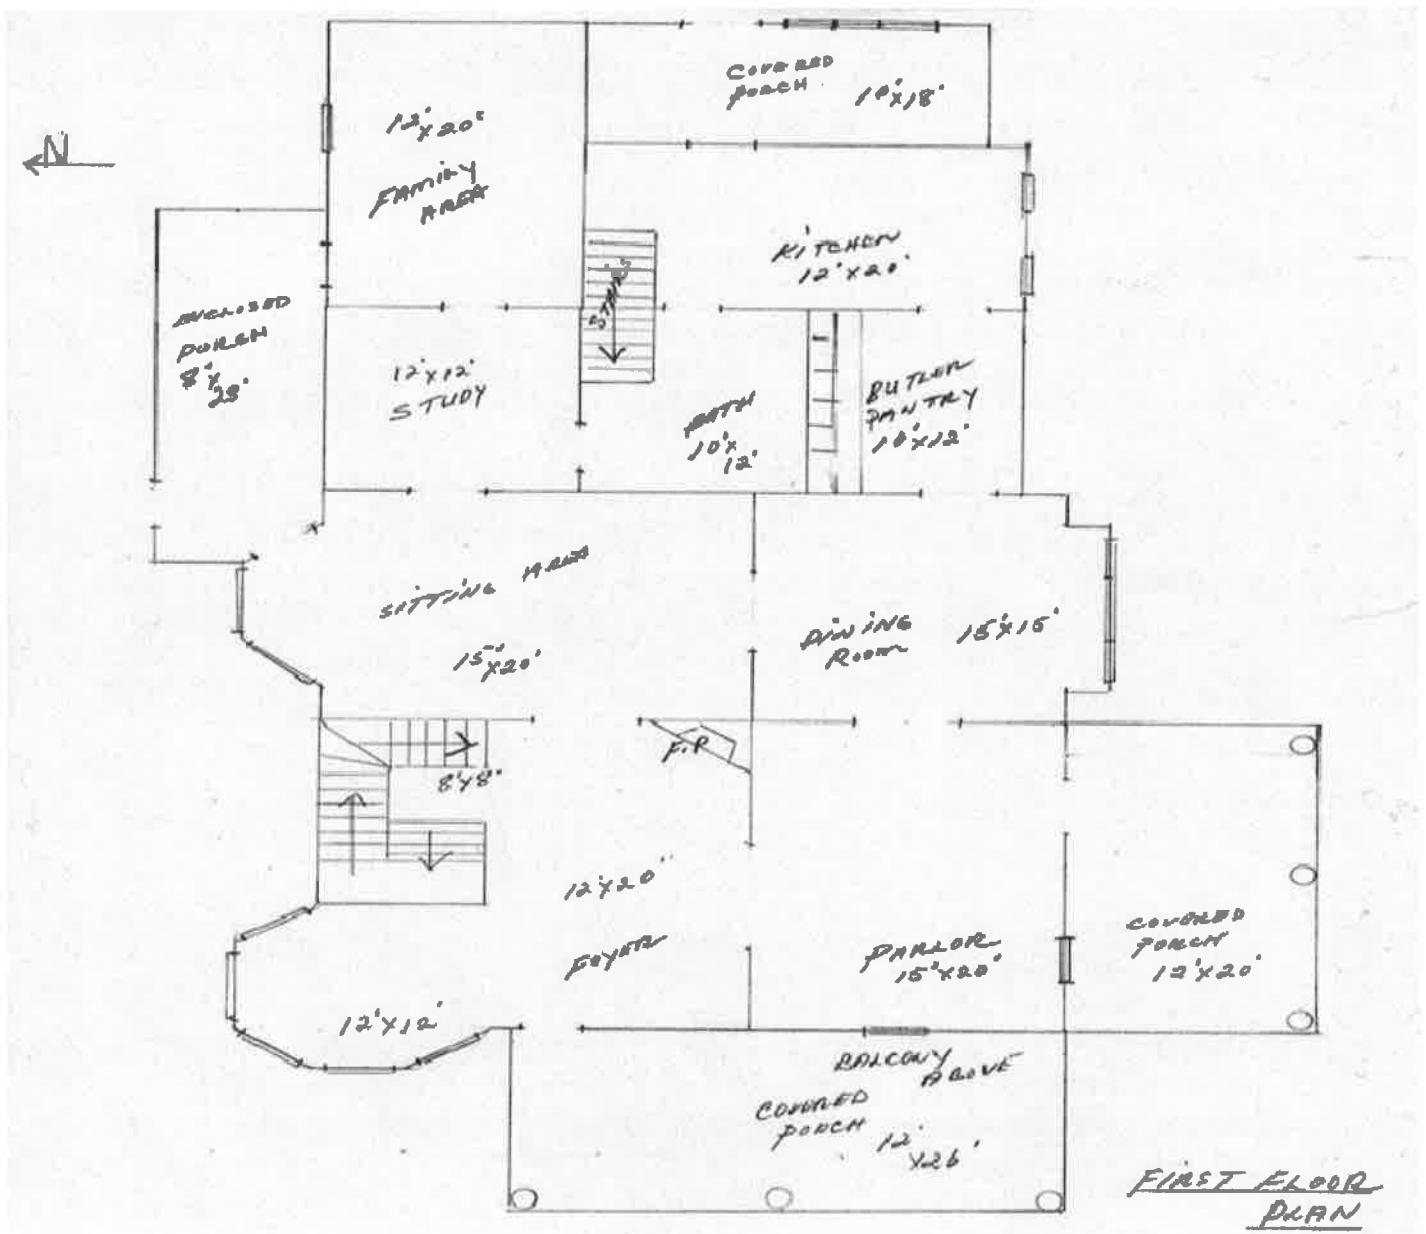 COVERED
PORCH
10'x18'
12'
x20'
FAMILY
AREA
N
KITCHEN
12'x20'
STAIRS
ENCLOSED
PORCH
8'x
28'
12'x12'
STUDY
BATH
10'x
12'
BUTLER
PANTRY
10'x12'
SITTING AREA
15'
x20'
DINING
ROOM
15'x15'
F.P
8'x8'
12'x20'
FOYER
PARLOR
15'x20'
COVERED
PORCH
12'x20'
12'x12'
BALCONY
ABOVE
COVERED
PORCH
12'
x26'
FIRST FLOOR
PLAN